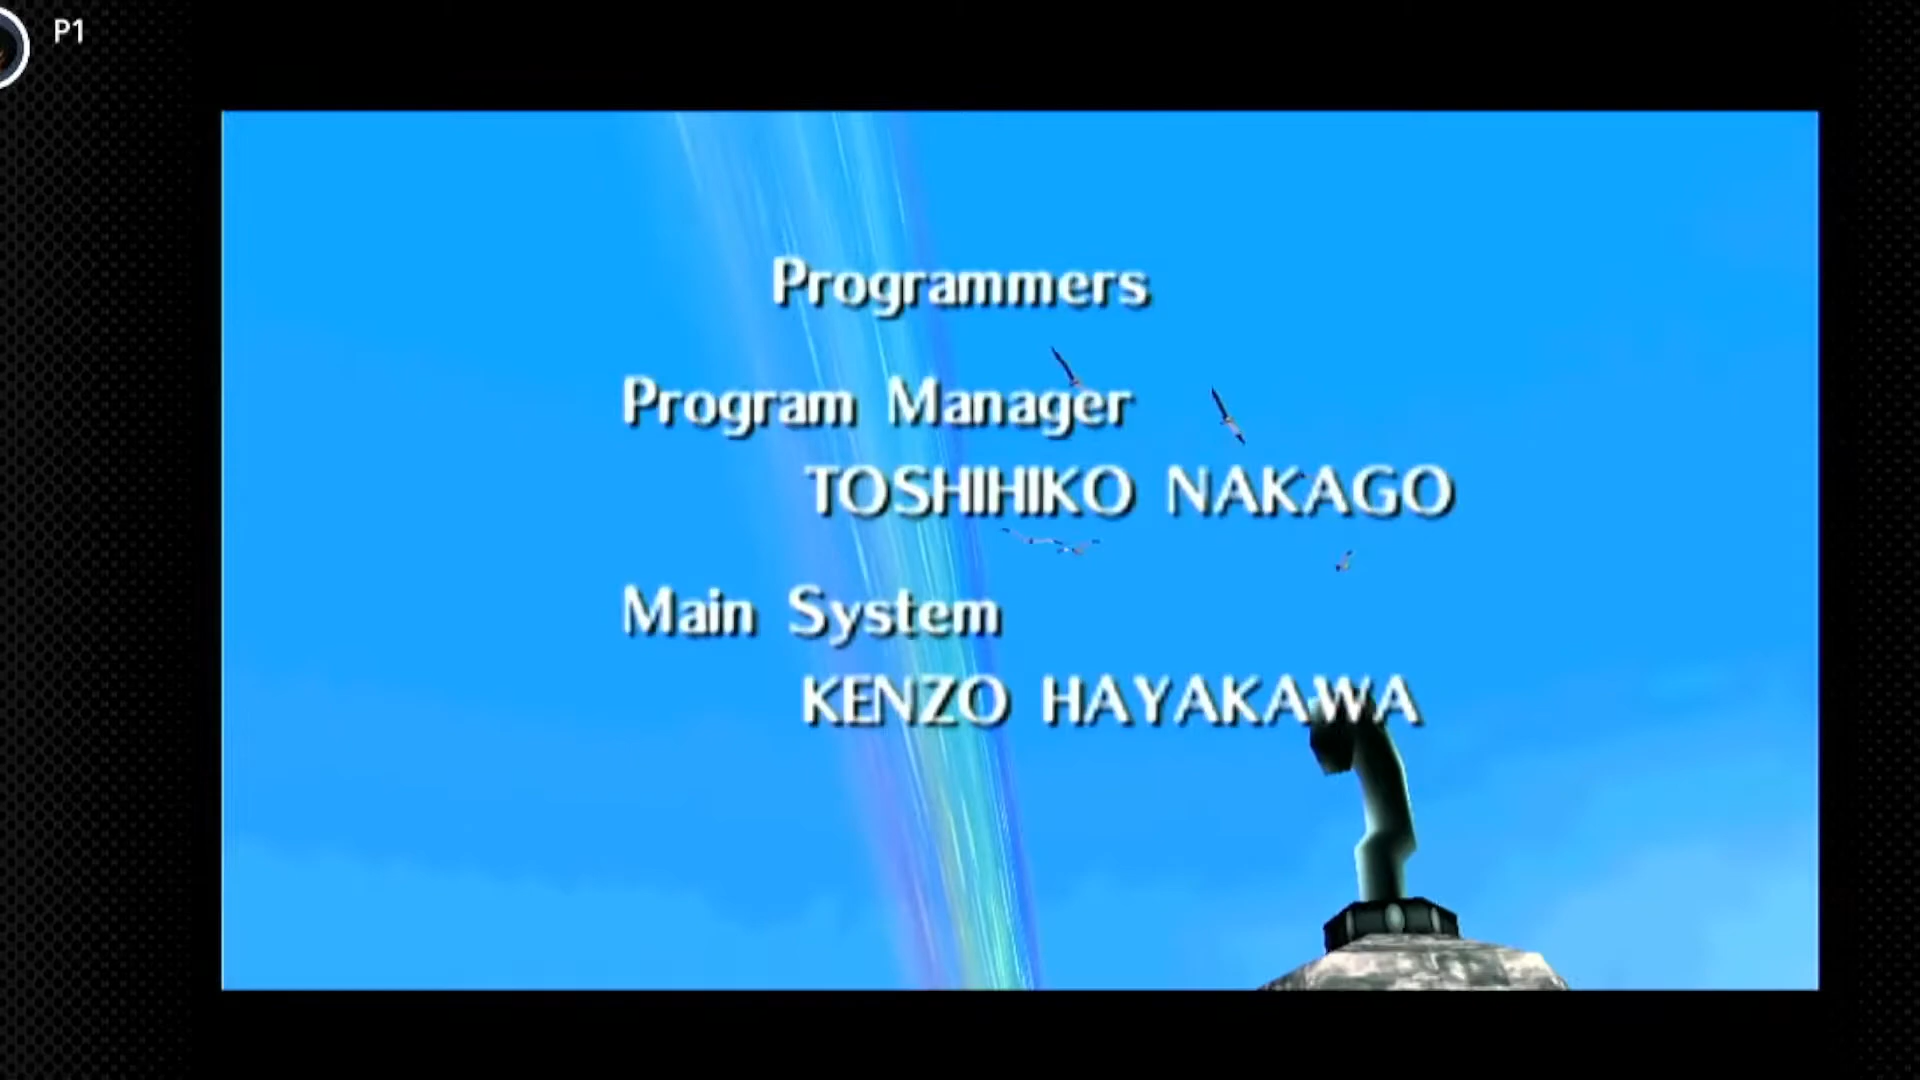 P1
Programmers
Program Manager
TOSHIHIKO NAKAGO
Main System
KENZO HAYAKAWA